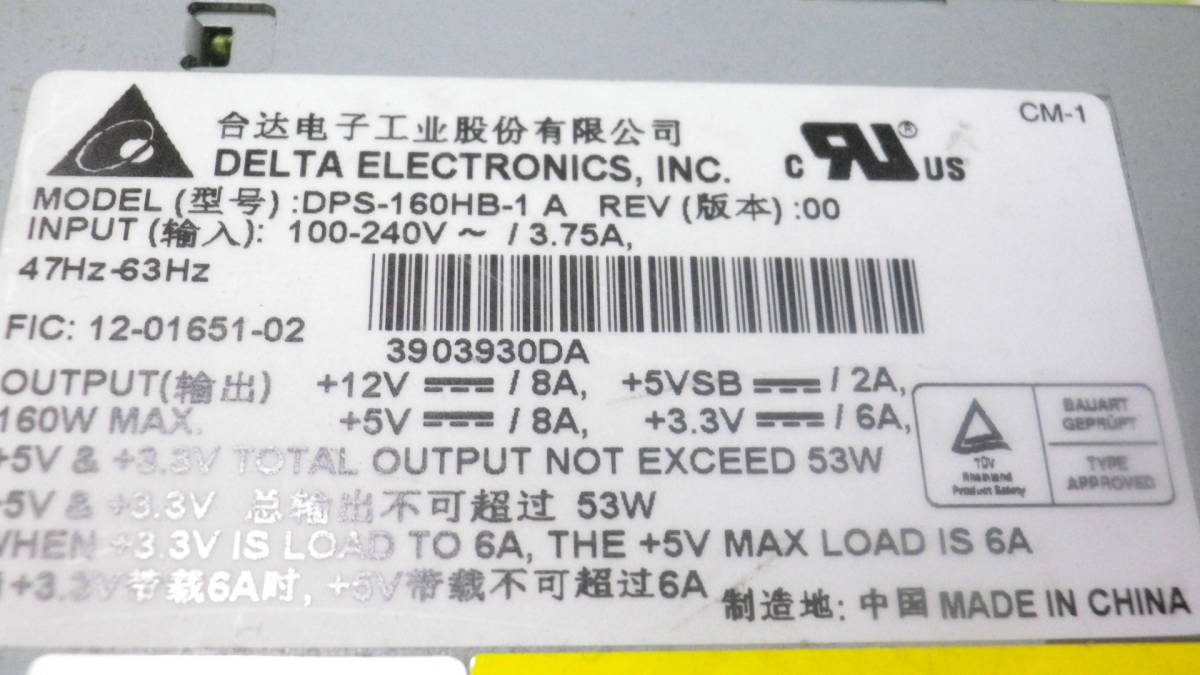 CM-1
合达电子工业股份有限公司
DELTA ELECTRONICS, INC.
C RU® US
MODEL (型号) :DPS-160HB-1 A REV (版本) :00
INPUT (输入): 100-240V ~ / 3.75A,
47Hz-63Hz
FIC: 12-01651-02
3903930DA
OUTPUT(输出) +12V ⎓ / 8A, +5VSB ⎓ / 2A,
160W MAX. +5V ⎓ / 8A, +3.3V ⎓ / 6A,
+5V & +3.3V TOTAL OUTPUT NOT EXCEED 53W
+5V & +3.3V 总输出不可超过 53W
WHEN +3.3V IS LOAD TO 6A, THE +5V MAX LOAD IS 6A
+3.3V带载6A时, +5V带载不可超过6A
制造地: 中国 MADE IN CHINA
TÜV
Rheinland
Product Safety
BAUART
GEPRÜFT
TYPE
APPROVED